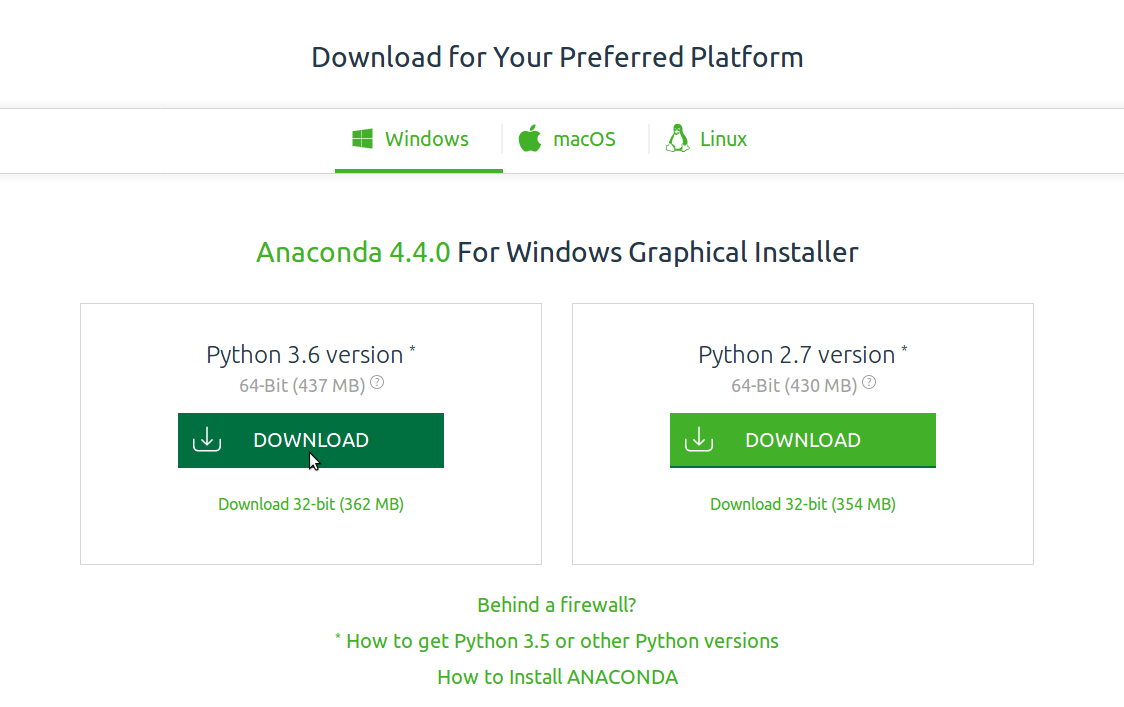 Download for Your Preferred Platform
Windows
macOS
Linux
Anaconda 4.4.0 For Windows Graphical Installer
Python 3.6 version *
64-Bit (437 MB) ?
DOWNLOAD
Download 32-bit (362 MB)
Python 2.7 version *
64-Bit (430 MB) ?
DOWNLOAD
Download 32-bit (354 MB)
Behind a firewall?
* How to get Python 3.5 or other Python versions
How to Install ANACONDA